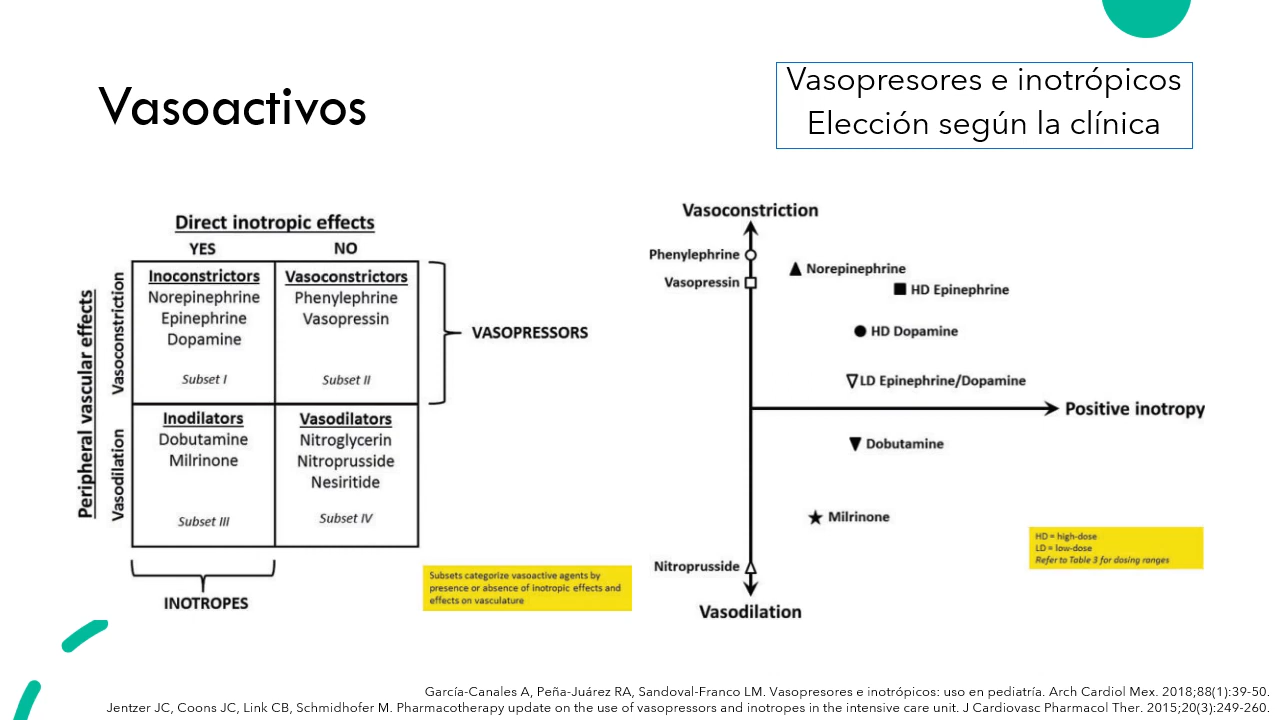 Vasoactivos
Vasopresores e inotrópicos
Elección según la clínica
Direct inotropic effects
YES
NO
Peripheral vascular effects
Vasoconstriction
Vasodilation
Inoconstrictors
Norepinephrine
Epinephrine
Dopamine
Subset I
Vasoconstrictors
Phenylephrine
Vasopressin
Subset II
Inodilators
Dobutamine
Milrinone
Subset III
Vasodilators
Nitroglycerin
Nitroprusside
Nesiritide
Subset IV
VASOPRESSORS
INOTROPES
Subsets categorize vasoactive agents by
presence or absence of inotropic effects and
effects on vasculature
Vasoconstriction
Phenylephrine
Norepinephrine
Vasopressin
HD Epinephrine
HD Dopamine
LD Epinephrine/Dopamine
Positive inotropy
Dobutamine
Milrinone
Nitroprusside
Vasodilation
HD = high-dose
LD = low-dose
Refer to Table 3 for dosing ranges
García-Canales A, Peña-Juárez RA, Sandoval-Franco LM. Vasopresores e inotrópicos: uso en pediatría. Arch Cardiol Mex. 2018;88(1):39-50.
Jentzer JC, Coons JC, Link CB, Schmidhofer M. Pharmacotherapy update on the use of vasopressors and inotropes in the intensive care unit. J Cardiovasc Pharmacol Ther. 2015;20(3):249-260.